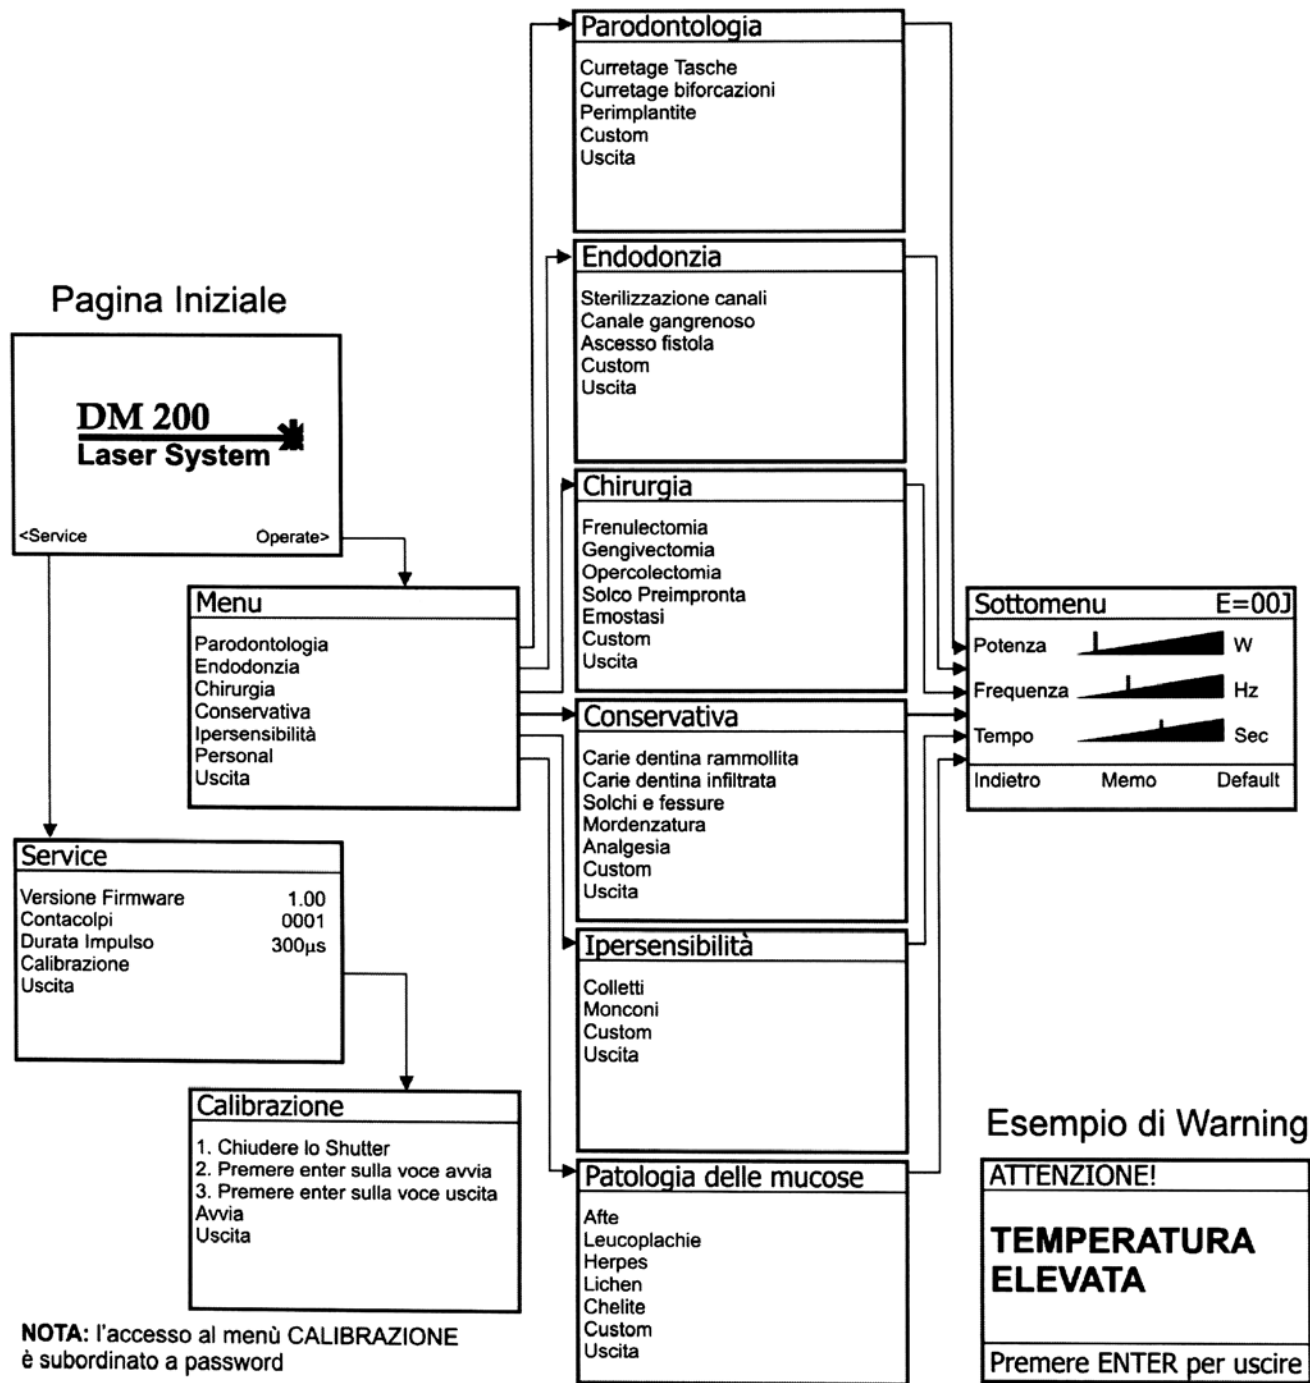 Pagina Iniziale
DM 200
Laser System
<Service Operate>
Menu
Parodontologia
Endodonzia
Chirurgia
Conservativa
Ipersensibilità
Personal
Uscita
Service
Versione Firmware 1.00
Contacolpi 0001
Durata Impulso 300µs
Calibrazione
Uscita
Calibrazione
1. Chiudere lo Shutter
2. Premere enter sulla voce avvia
3. Premere enter sulla voce uscita
Avvia
Uscita
NOTA: l'accesso al menù CALIBRAZIONE
è subordinato a password
Parodontologia
Curretage Tasche
Curretage biforcazioni
Perimplantite
Custom
Uscita
Endodonzia
Sterilizzazione canali
Canale gangrenoso
Ascesso fistola
Custom
Uscita
Chirurgia
Frenulectomia
Gengivectomia
Opercolectomia
Solco Preimpronta
Emostasi
Custom
Uscita
Conservativa
Carie dentina rammollita
Carie dentina infiltrata
Solchi e fessure
Mordenzatura
Analgesia
Custom
Uscita
Ipersensibilità
Colletti
Monconi
Custom
Uscita
Patologia delle mucose
Afte
Leucoplachie
Herpes
Lichen
Chelite
Custom
Uscita
Sottomenu E=00J
Potenza W
Frequenza Hz
Tempo Sec
Indietro Memo Default
Esempio di Warning
ATTENZIONE!
TEMPERATURA
ELEVATA
Premere ENTER per uscire